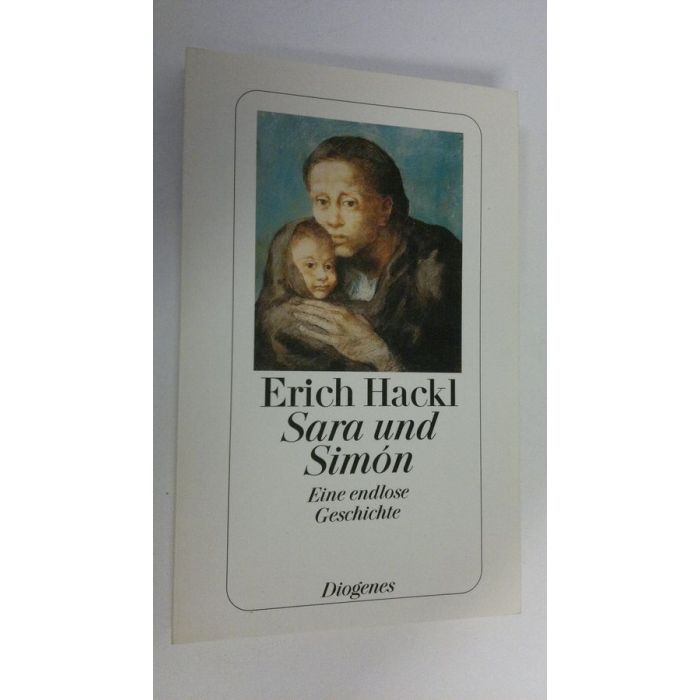 Erich Hackl
Sara und
Simón
Eine endlose
Geschichte
Diogenes